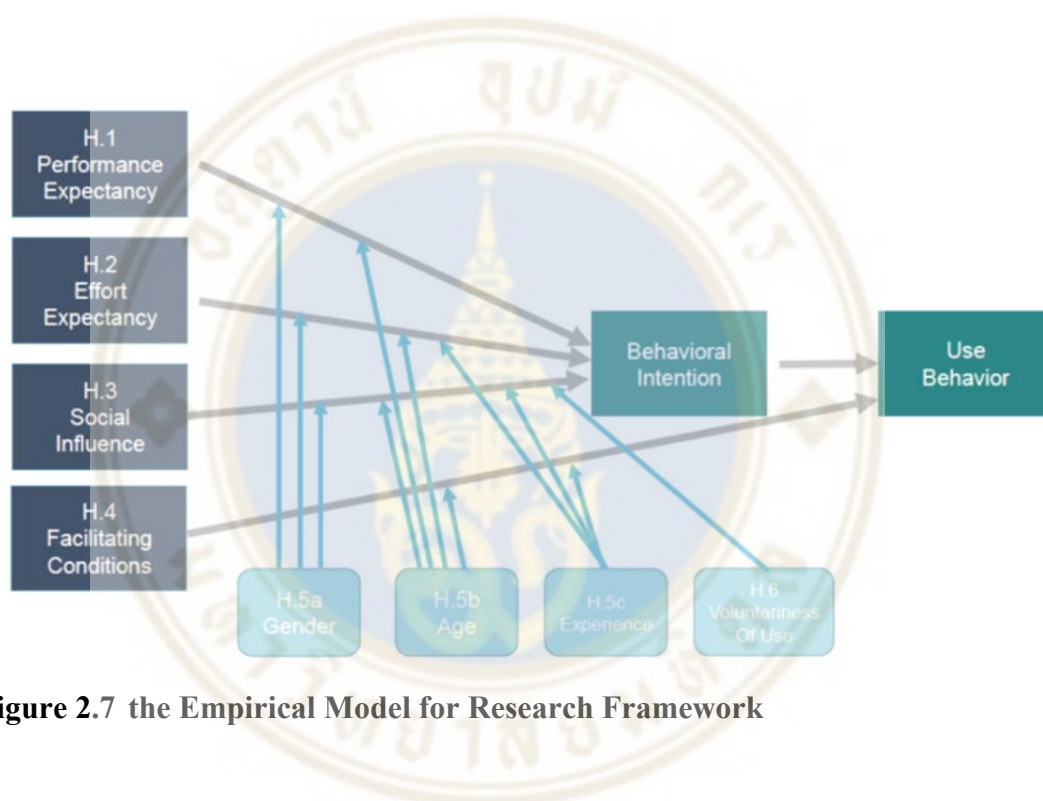 H.1
Performance
Expectancy
H.2
Effort
Expectancy
H.3
Social
Influence
H.4
Facilitating
Conditions
Behavioral
Intention
Use
Behavior
H.5a
Gender
H.5b
Age
H.5c
Experience
H.6
Voluntariness
Of Use
igure 2.7 the Empirical Model for Research Framework